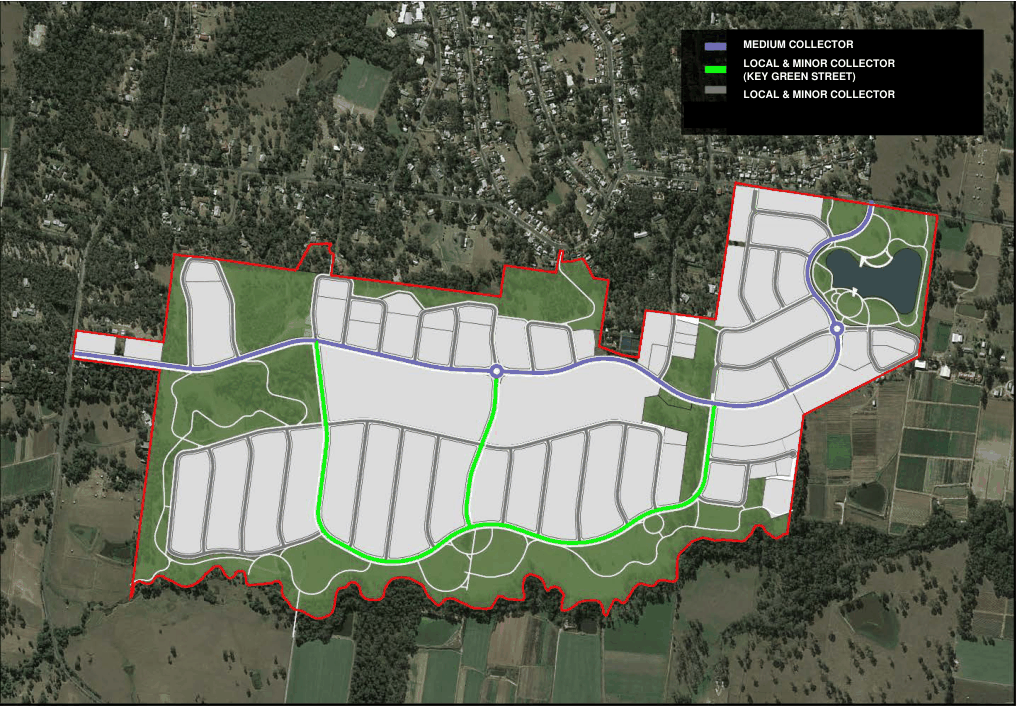 MEDIUM COLLECTOR
LOCAL & MINOR COLLECTOR
(KEY GREEN STREET)
LOCAL & MINOR COLLECTOR